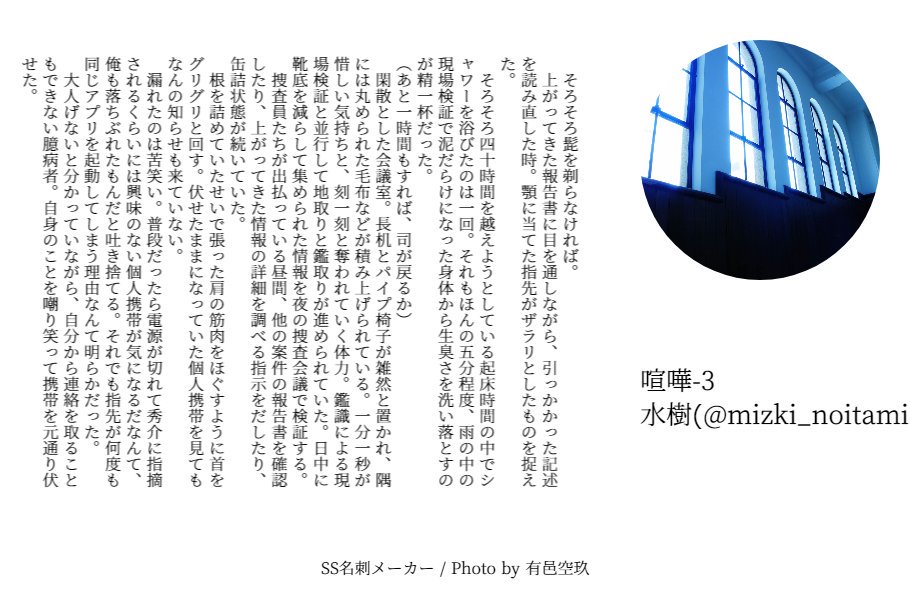 そろそろ髭を剃らなければ。
上がってきた報告書に目を通しながら、引っかかった記述
を読み直した時。顎に当てた指先がザラリとしたものを捉え
た。
そろそろ四十時間を越えようとしている起床時間の中でシ
ャワーを浴びたのは一回。それもほんの五分程度、雨の中の
現場検証で泥だらけになった身体から生臭さを洗い落とすの
が精一杯だった。
（あと一時間もすれば、司が戻るか）
閑散とした会議室。長机とパイプ椅子が雑然と置かれ、隅
には丸められた毛布などが積み上げられている。一分一秒が
惜しい気持ちと、刻一刻と奪われていく体力。鑑識による現
場検証と並行して地取りと鑑取りが進められていた。日中に
靴底を減らして集められた情報を夜の捜査会議で検証する。
捜査員たちが出払っている昼間、他の案件の報告書を確認
したり、上がってきた情報の詳細を調べる指示をだしたり、
缶詰状態が続いていた。
根を詰めていたせいで張った肩の筋肉をほぐすように首を
グリグリと回す。伏せたままになっていた個人携帯を見ても
なんの知らせも来ていない。
漏れたのは苦笑い。普段だったら電源が切れて秀介に指摘
されるくらいには興味のない個人携帯が気になるだなんて、
俺も落ちぶれたもんだと吐き捨てる。それでも指先が何度も
同じアプリを起動してしまう理由なんて明らかだった。
大人げないと分かっていながら、自分から連絡を取ること
もできない臆病者。自身のことを嘲り笑って携帯を元通り伏
せた。
喧嘩-3
水樹(@mizki_noitami
SS名刺メーカー / Photo by 有邑空玖